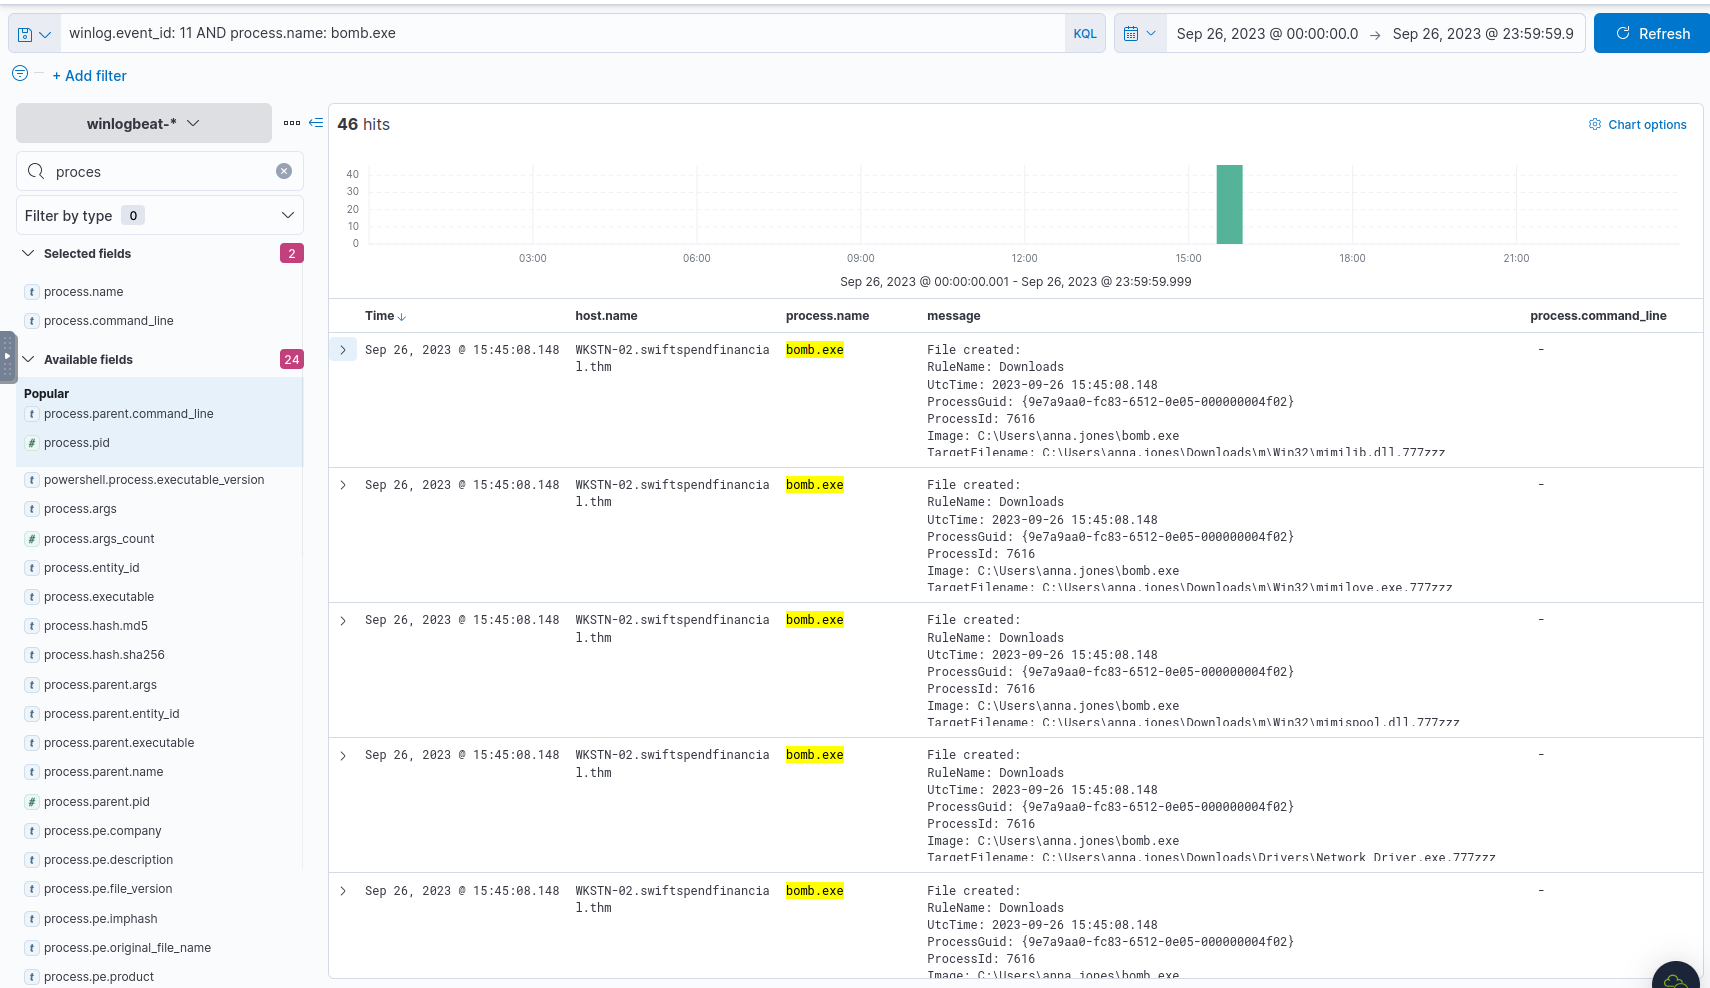 winlog.event_id: 11 AND process.name: bomb.exe
KQL
Sep 26, 2023 @ 00:00:00.0 → Sep 26, 2023 @ 23:59:59.9
Refresh
+ Add filter
winlogbeat-*
proces
Filter by type 0
Selected fields 2
t process.name
t process.command_line
Available fields 24
Popular
t process.parent.command_line
# process.pid
t powershell.process.executable_version
t process.args
# process.args_count
t process.entity_id
t process.executable
t process.hash.md5
t process.hash.sha256
t process.parent.args
t process.parent.entity_id
t process.parent.executable
t process.parent.name
# process.parent.pid
t process.pe.company
t process.pe.description
t process.pe.file_version
t process.pe.imphash
t process.pe.original_file_name
t process.pe.product
46 hits
Chart options
40
30
20
10
0
03:00 06:00 09:00 12:00 15:00 18:00 21:00
Sep 26, 2023 @ 00:00:00.001 - Sep 26, 2023 @ 23:59:59.999
Time ↓ host.name process.name message process.command_line
Sep 26, 2023 @ 15:45:08.148 WKSTN-02.swiftspendfinancia bomb.exe File created: -
l.thm RuleName: Downloads
UtcTime: 2023-09-26 15:45:08.148
ProcessGuid: {9e7a9aa0-fc83-6512-0e05-000000004f02}
ProcessId: 7616
Image: C:\Users\anna.jones\bomb.exe
TargetFilename: C:\Users\anna.jones\Downloads\m\Win32\mimilib.dll.777zzz
Sep 26, 2023 @ 15:45:08.148 WKSTN-02.swiftspendfinancia bomb.exe File created: -
l.thm RuleName: Downloads
UtcTime: 2023-09-26 15:45:08.148
ProcessGuid: {9e7a9aa0-fc83-6512-0e05-000000004f02}
ProcessId: 7616
Image: C:\Users\anna.jones\bomb.exe
TargetFilename: C:\Users\anna.jones\Downloads\m\Win32\mimilove.exe.777zzz
Sep 26, 2023 @ 15:45:08.148 WKSTN-02.swiftspendfinancia bomb.exe File created: -
l.thm RuleName: Downloads
UtcTime: 2023-09-26 15:45:08.148
ProcessGuid: {9e7a9aa0-fc83-6512-0e05-000000004f02}
ProcessId: 7616
Image: C:\Users\anna.jones\bomb.exe
TargetFilename: C:\Users\anna.jones\Downloads\m\Win32\mimispool.dll.777zzz
Sep 26, 2023 @ 15:45:08.148 WKSTN-02.swiftspendfinancia bomb.exe File created: -
l.thm RuleName: Downloads
UtcTime: 2023-09-26 15:45:08.148
ProcessGuid: {9e7a9aa0-fc83-6512-0e05-000000004f02}
ProcessId: 7616
Image: C:\Users\anna.jones\bomb.exe
TargetFilename: C:\Users\anna.jones\Downloads\Drivers\Network Driver.exe.777zzz
Sep 26, 2023 @ 15:45:08.148 WKSTN-02.swiftspendfinancia bomb.exe File created: -
l.thm RuleName: Downloads
UtcTime: 2023-09-26 15:45:08.148
ProcessGuid: {9e7a9aa0-fc83-6512-0e05-000000004f02}
ProcessId: 7616
Image: C:\Users\anna.jones\bomb.exe